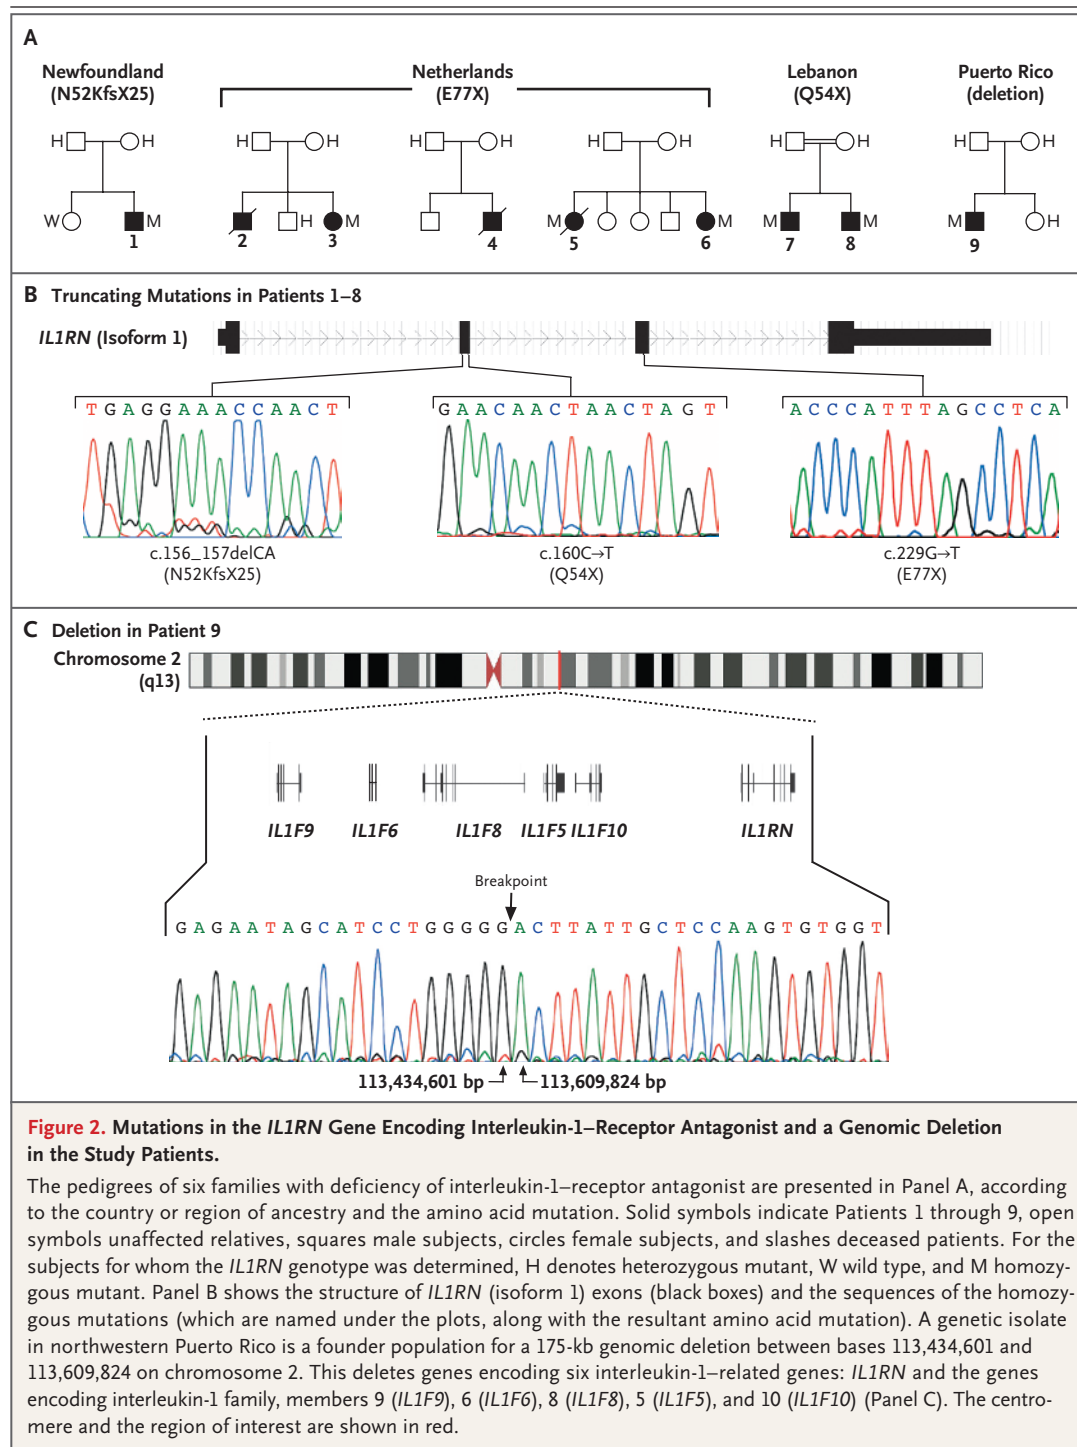 A
Newfoundland
(N52KfsX25)
Netherlands
(E77X)
Lebanon
(Q54X)
Puerto Rico
(deletion)
H H H H H H H H H H H H
W M H M M M M M M H
1 2 3 4 5 6 7 8 9
B Truncating Mutations in Patients 1–8
IL1RN (Isoform 1)
TGAGGAAACCAACT GAACAACTAACTAGT ACCCATTTAGCCTCA
c.156_157delCA
(N52KfsX25)
c.160C→T
(Q54X)
c.229G→T
(E77X)
C Deletion in Patient 9
Chromosome 2
(q13)
IL1F9 IL1F6 IL1F8 IL1F5 IL1F10 IL1RN
Breakpoint
GAGAATAGCATCCTGGGGGACTTATTGCTCCAAGTGTGGT
113,434,601 bp 113,609,824 bp
Figure 2. Mutations in the IL1RN Gene Encoding Interleukin-1–Receptor Antagonist and a Genomic Deletion
in the Study Patients.
The pedigrees of six families with deficiency of interleukin-1–receptor antagonist are presented in Panel A, according
to the country or region of ancestry and the amino acid mutation. Solid symbols indicate Patients 1 through 9, open
symbols unaffected relatives, squares male subjects, circles female subjects, and slashes deceased patients. For the
subjects for whom the IL1RN genotype was determined, H denotes heterozygous mutant, W wild type, and M homozy-
gous mutant. Panel B shows the structure of IL1RN (isoform 1) exons (black boxes) and the sequences of the homozy-
gous mutations (which are named under the plots, along with the resultant amino acid mutation). A genetic isolate
in northwestern Puerto Rico is a founder population for a 175-kb genomic deletion between bases 113,434,601 and
113,609,824 on chromosome 2. This deletes genes encoding six interleukin-1–related genes: IL1RN and the genes
encoding interleukin-1 family, members 9 (IL1F9), 6 (IL1F6), 8 (IL1F8), 5 (IL1F5), and 10 (IL1F10) (Panel C). The centro-
mere and the region of interest are shown in red.